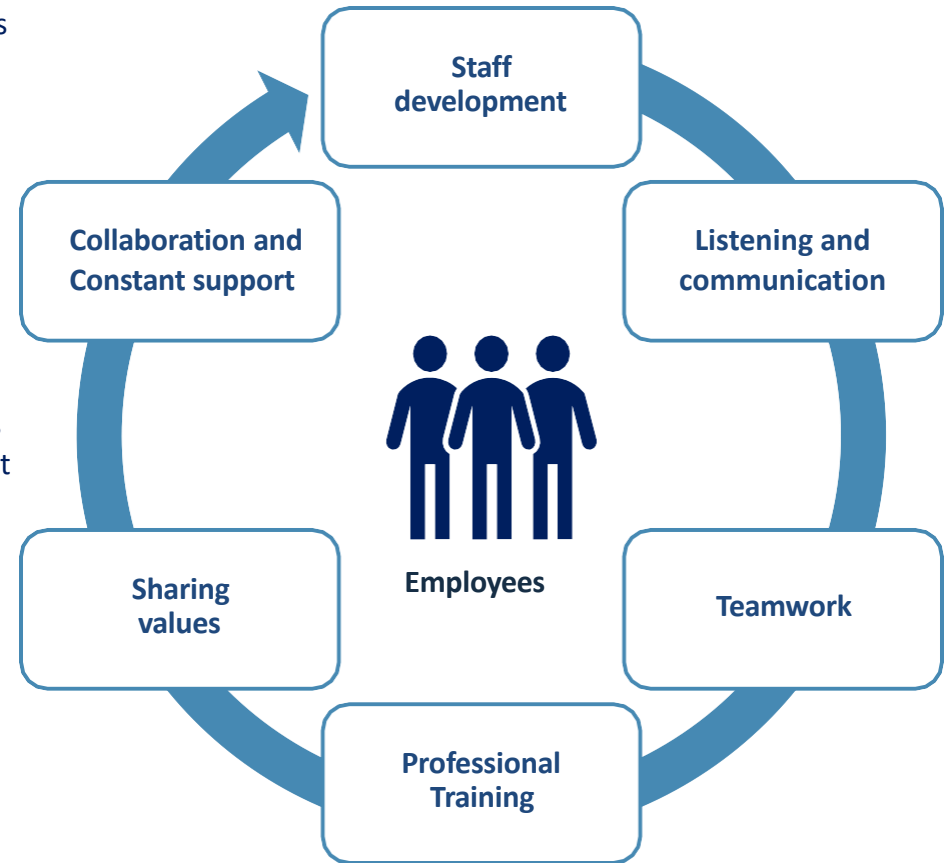 s
Staff
development
Collaboration and
Constant support
Listening and
communication
t
Employees
Sharing
values
Teamwork
Professional
Training